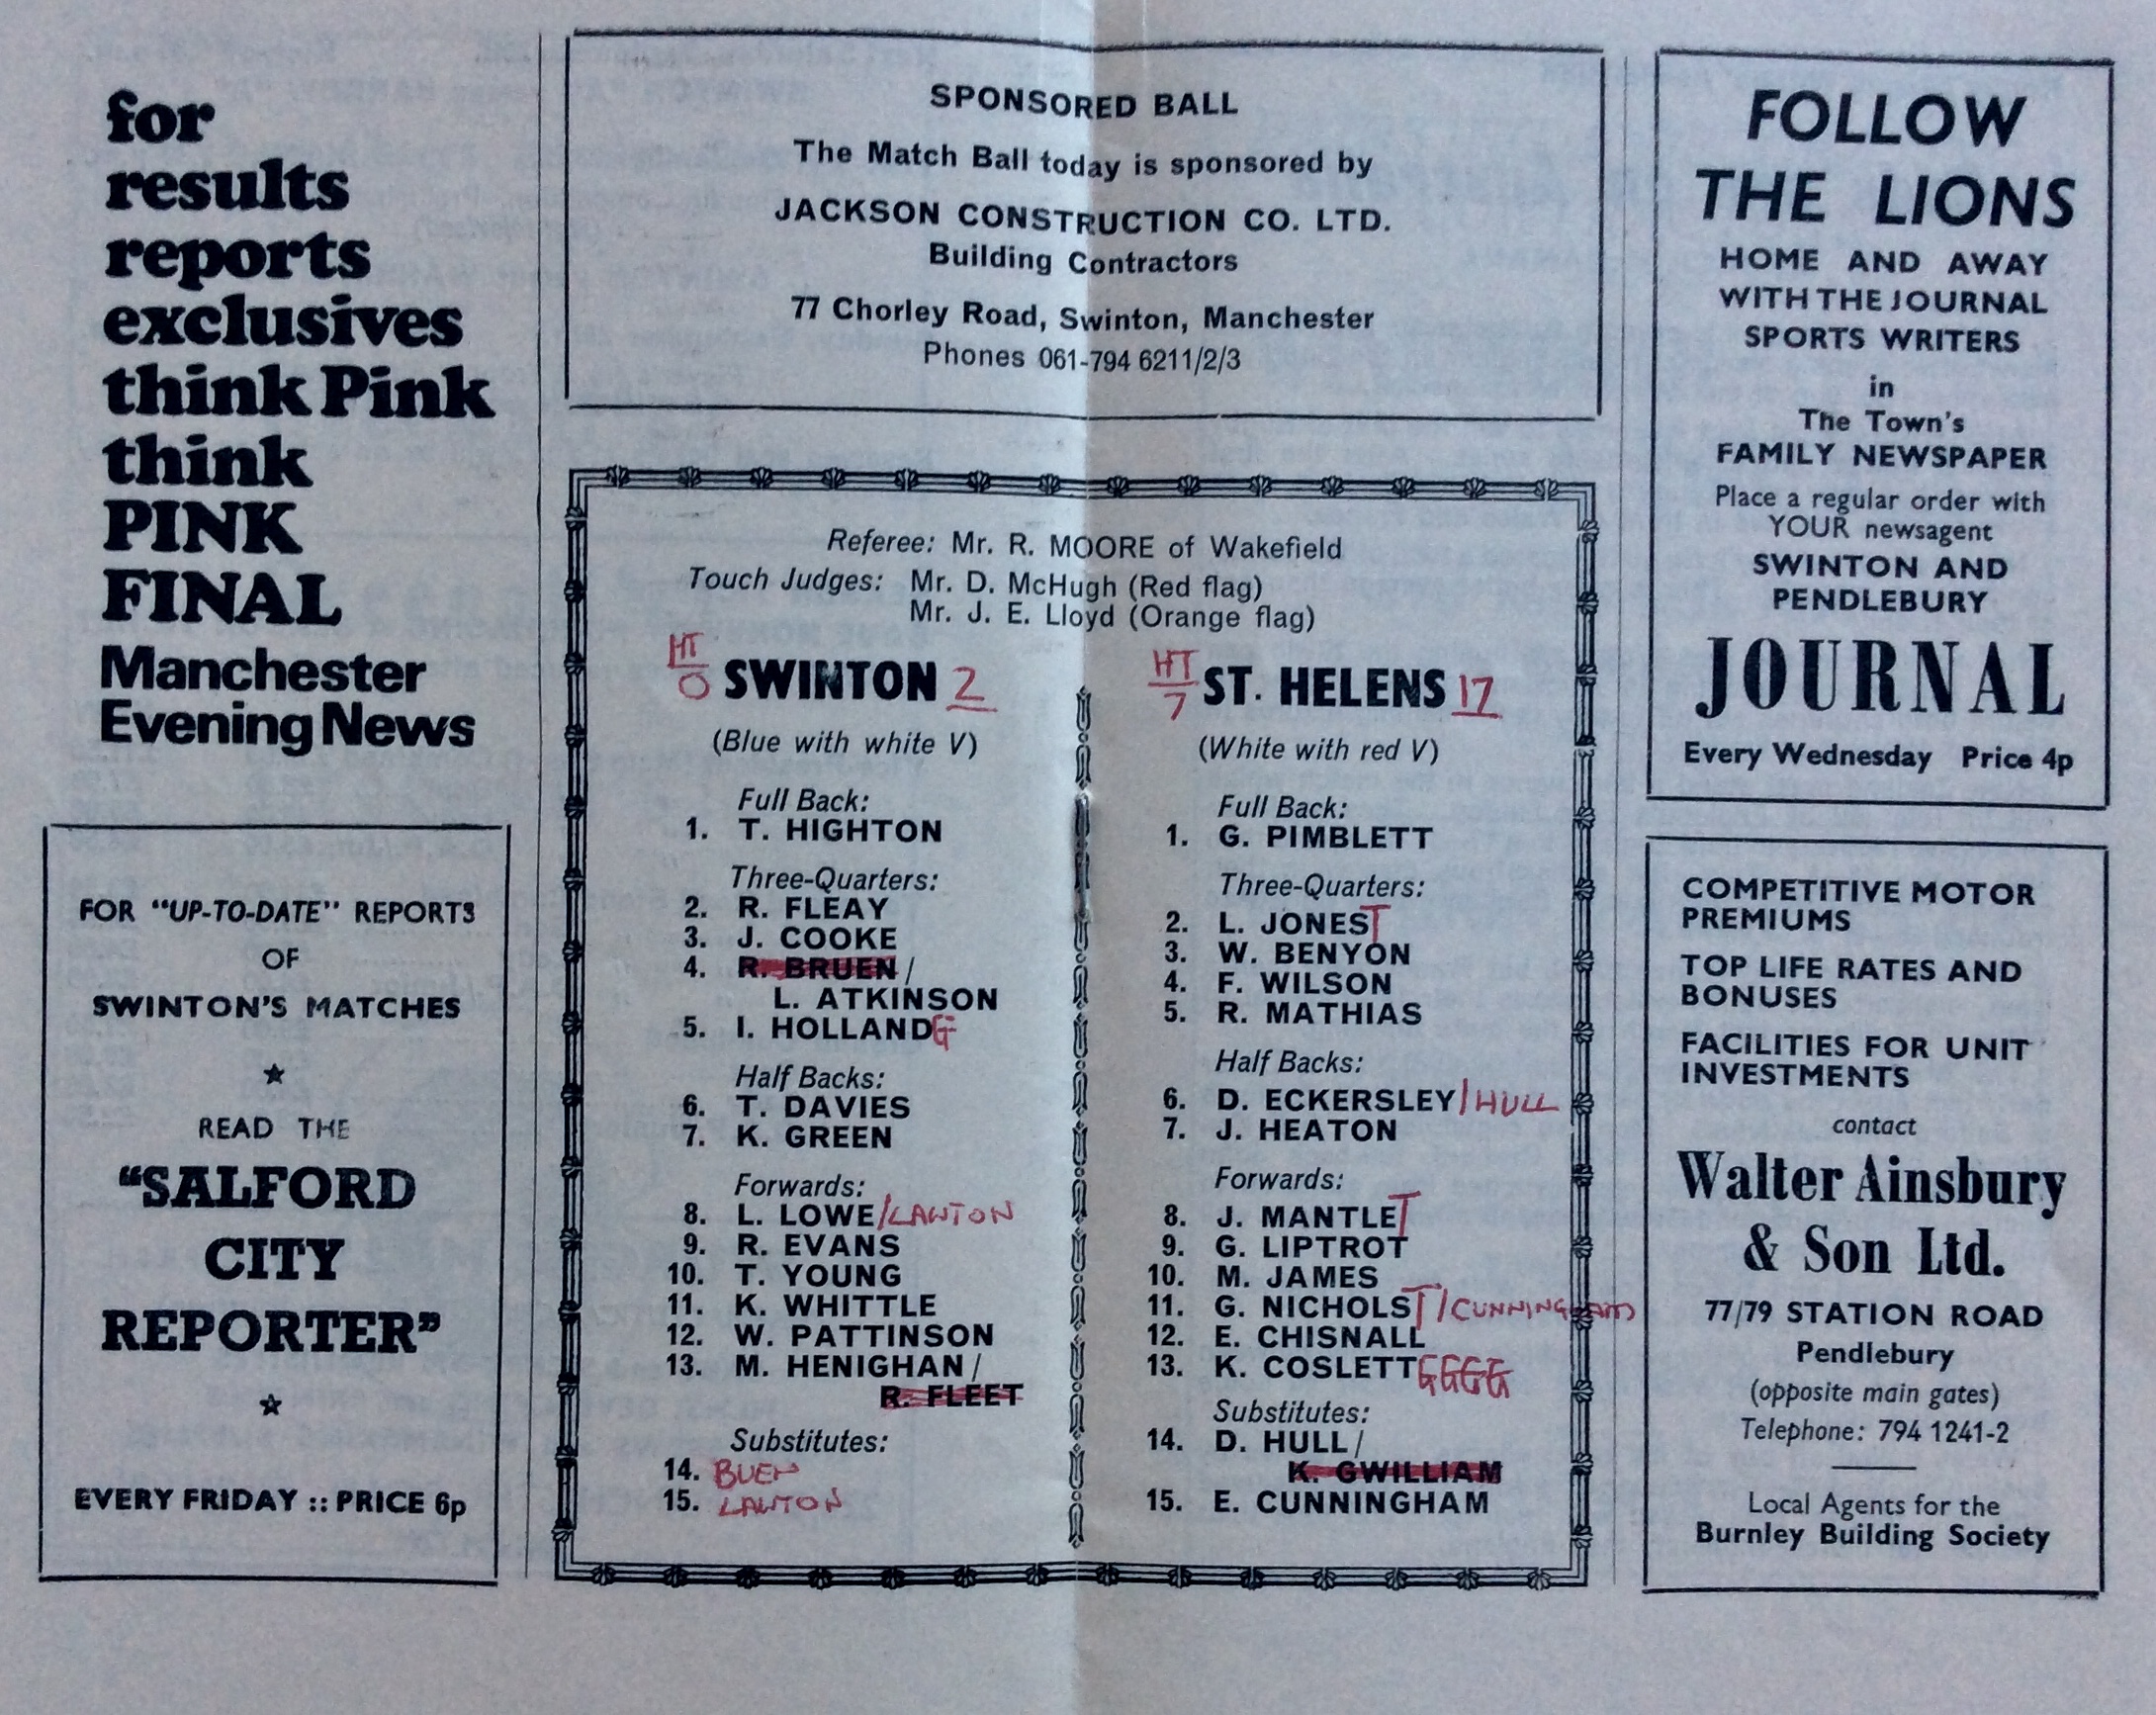 for
results
reports
exclusives
think Pink
think
PINK
FINAL
Manchester
Evening News
FOR "UP-TO-DATE" REPORTS
OF
SWINTON'S MATCHES
READ THE
"SALFORD
CITY
REPORTER"
EVERY FRIDAY :: PRICE 6p
SPONSORED BALL
The Match Ball today is sponsored by
JACKSON CONSTRUCTION CO. LTD.
Building Contractors
77 Chorley Road, Swinton, Manchester
Phones 061-794 6211/2/3
Referee: Mr. R. MOORE of Wakefield
Touch Judges: Mr. D. McHugh (Red flag)
Mr. J. E. Lloyd (Orange flag)
HT
0 SWINTON 2
(Blue with white V)
Full Back:
1. T. HIGHTON
Three-Quarters:
2. R. FLEAY
3. J. COOKE
4. R. BRUEN /
L. ATKINSON
5. I. HOLLAND G
Half Backs:
6. T. DAVIES
7. K. GREEN
Forwards:
8. L. LOWE /LAWTON
9. R. EVANS
10. T. YOUNG
11. K. WHITTLE
12. W. PATTINSON
13. M. HENIGHAN /
R. FLEET
Substitutes:
14. BUEN
15. LAWTON
HT
7 ST. HELENS 17
(White with red V)
Full Back:
1. G. PIMBLETT
Three-Quarters:
2. L. JONES T
3. W. BENYON
4. F. WILSON
5. R. MATHIAS
Half Backs:
6. D. ECKERSLEY /HULL
7. J. HEATON
Forwards:
8. J. MANTLE T
9. G. LIPTROT
10. M. JAMES
11. G. NICHOLS T /CUNNINGHAM
12. E. CHISNALL
13. K. COSLETT GGGG
Substitutes:
14. D. HULL /
K. GWILLIAM
15. E. CUNNINGHAM
FOLLOW
THE LIONS
HOME AND AWAY
WITH THE JOURNAL
SPORTS WRITERS
in
The Town's
FAMILY NEWSPAPER
Place a regular order with
YOUR newsagent
SWINTON AND
PENDLEBURY
JOURNAL
Every Wednesday Price 4p
COMPETITIVE MOTOR
PREMIUMS
TOP LIFE RATES AND
BONUSES
FACILITIES FOR UNIT
INVESTMENTS
contact
Walter Ainsbury
& Son Ltd.
77/79 STATION ROAD
Pendlebury
(opposite main gates)
Telephone: 794 1241-2
Local Agents for the
Burnley Building Society